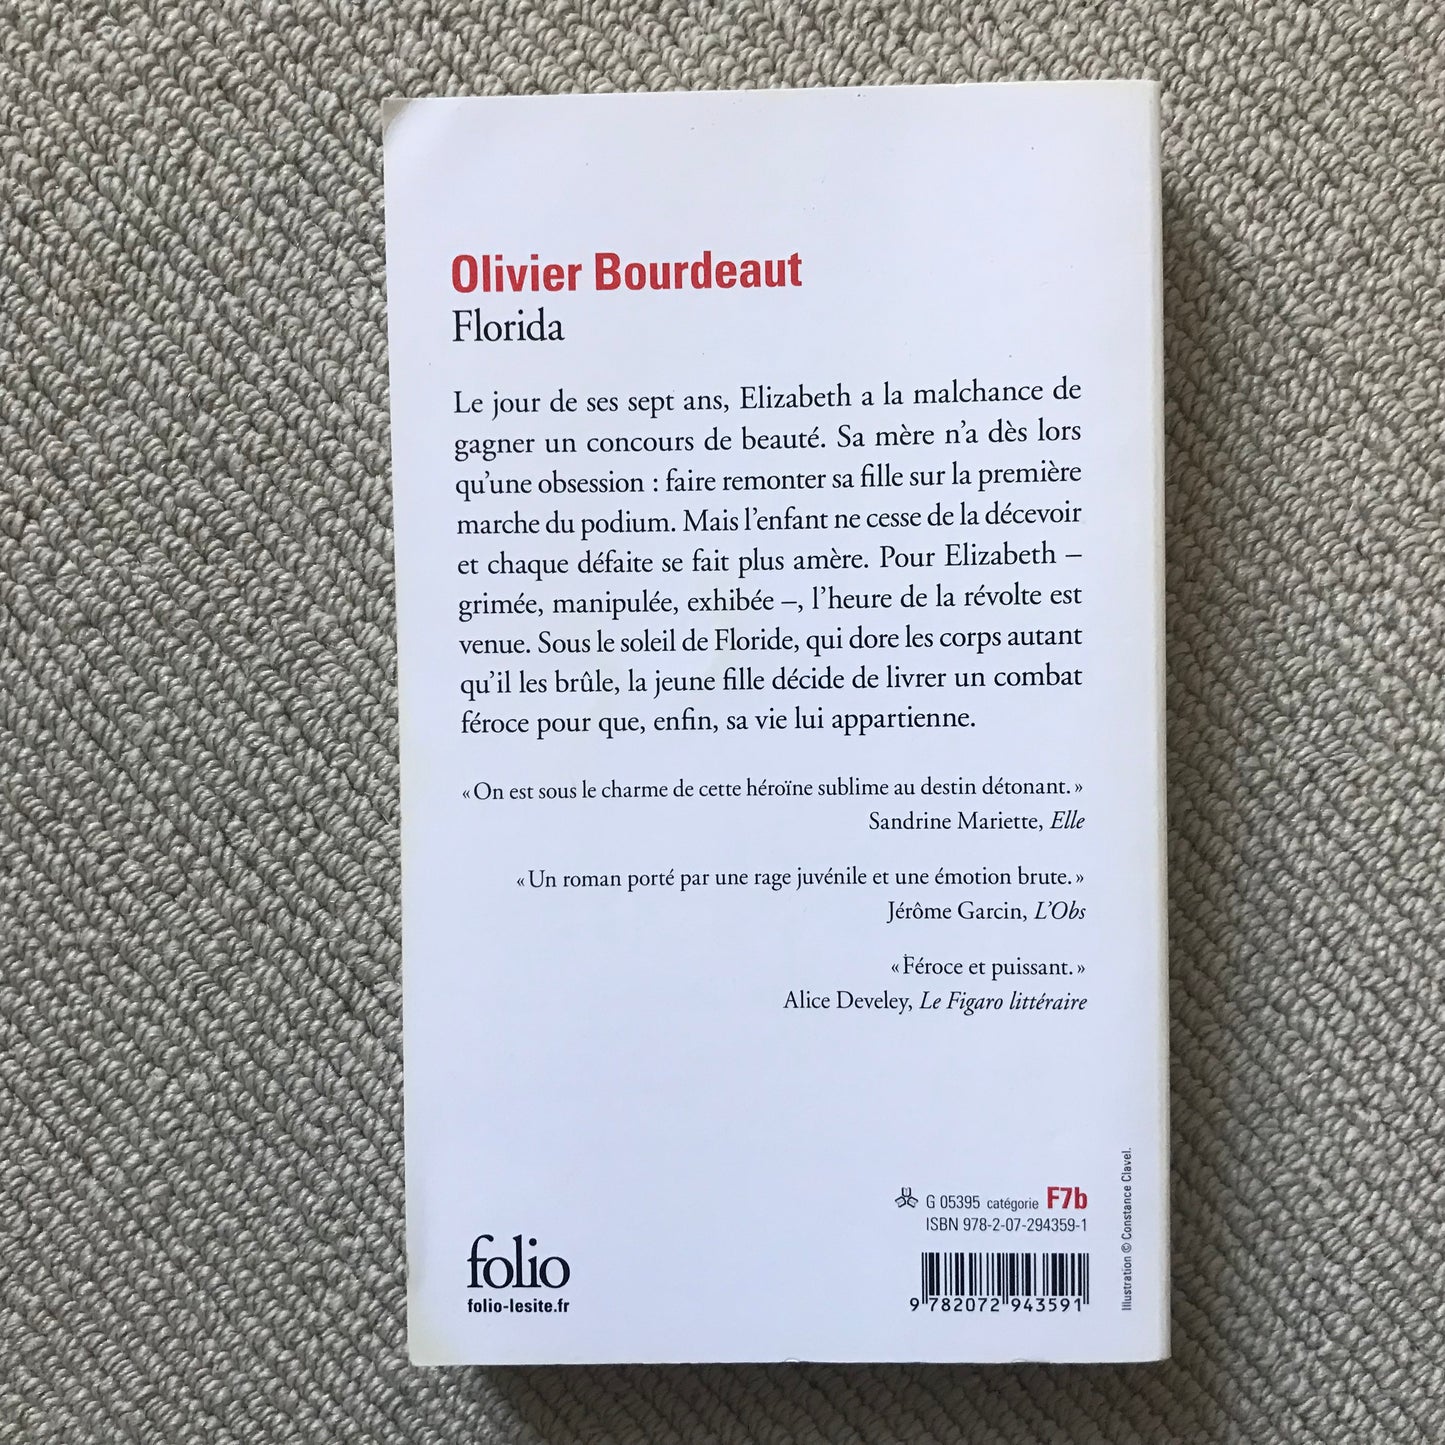 Olivier Bourdeaut
Florida
Le jour de ses sept ans, Elizabeth a la malchance de
gagner un concours de beauté. Sa mère n'a dès lors
qu'une obsession : faire remonter sa fille sur la première
marche du podium. Mais l'enfant ne cesse de la décevoir
et chaque défaite se fait plus amère. Pour Elizabeth –
grimée, manipulée, exhibée –, l'heure de la révolte est
venue. Sous le soleil de Floride, qui dore les corps autant
qu'il les brûle, la jeune fille décide de livrer un combat
féroce pour que, enfin, sa vie lui appartienne.
« On est sous le charme de cette héroïne sublime au destin détonant. »
Sandrine Mariette, Elle
« Un roman porté par une rage juvénile et une émotion brute. »
Jérôme Garcin, L'Obs
« Féroce et puissant. »
Alice Develey, Le Figaro littéraire
G 05395 catégorie F7b
ISBN 978-2-07-294359-1
9 782072 943591
folio
folio-lesite.fr
Illustration © Constance Clavel.